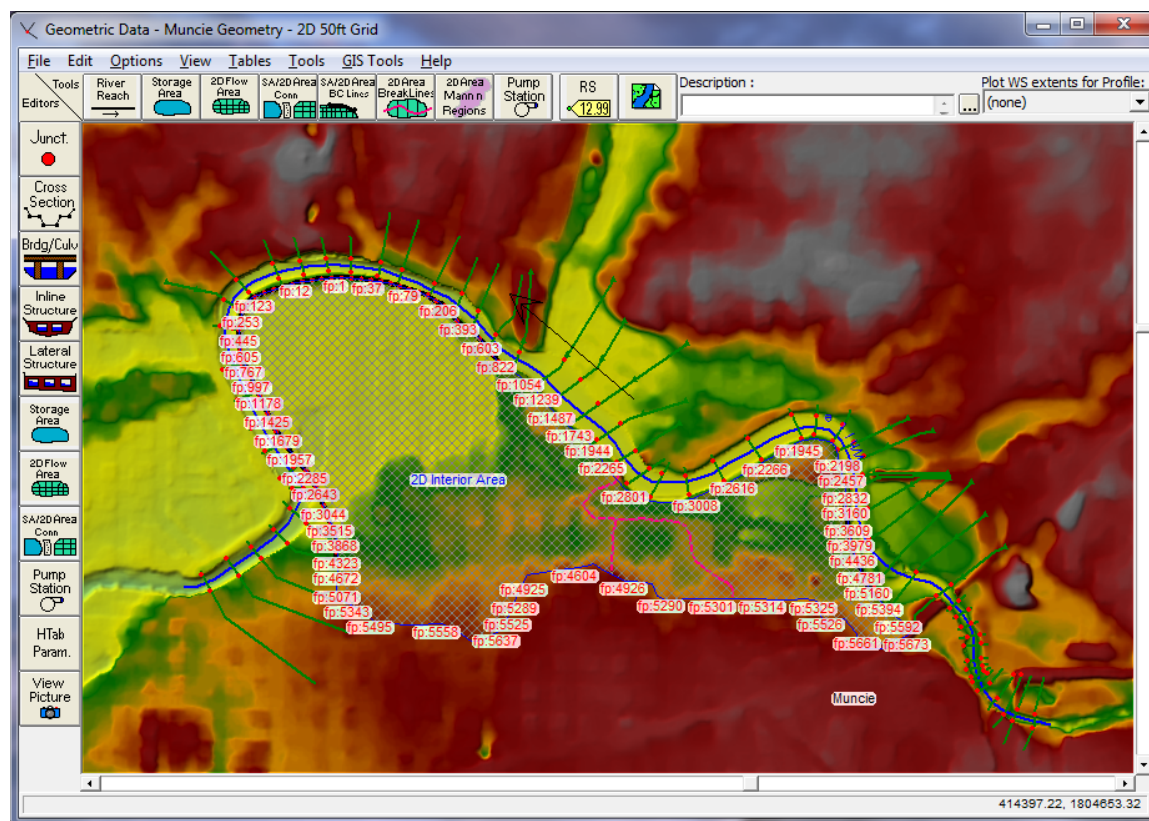 Geometric Data - Muncie Geometry - 2D 50ft Grid
File Edit Options View Tables Tools GIS Tools Help
Tools
Editors
River
Reach
Storage
Area
2D Flow
Area
SA/2D Area
Conn
SA/2D Area
BC Lines
2D Area
BreakLines
2D Area
Mann n
Regions
Pump
Station
RS
12.99
Description :
...
Plot WS extents for Profile:
(none)
Junct.
Cross
Section
Brdg/Culv
Inline
Structure
Lateral
Structure
Storage
Area
2D Flow
Area
SA/2D Area
Conn
Pump
Station
HTab
Param.
View
Picture
fp:123
fp:12
fp:1
fp:37
fp:79
fp:206
fp:393
fp:603
fp:822
fp:1054
fp:1239
fp:1487
fp:1743
fp:1944
fp:2265
fp:2801
fp:3008
fp:2616
fp:2266
fp:1945
fp:2198
fp:2457
fp:2832
fp:3160
fp:3609
fp:3979
fp:4436
fp:4781
fp:5160
fp:5394
fp:5592
fp:5673
fp:5661
fp:5526
fp:5325
fp:5314
fp:5301
fp:5290
fp:4926
fp:4604
fp:4925
fp:5289
fp:5525
fp:5637
fp:5558
fp:5495
fp:5343
fp:5071
fp:4672
fp:4323
fp:3868
fp:3515
fp:3044
fp:2643
fp:2285
fp:1957
fp:1679
fp:1425
fp:1178
fp:997
fp:767
fp:605
fp:445
fp:253
2D Interior Area
Muncie
414397.22, 1804653.32